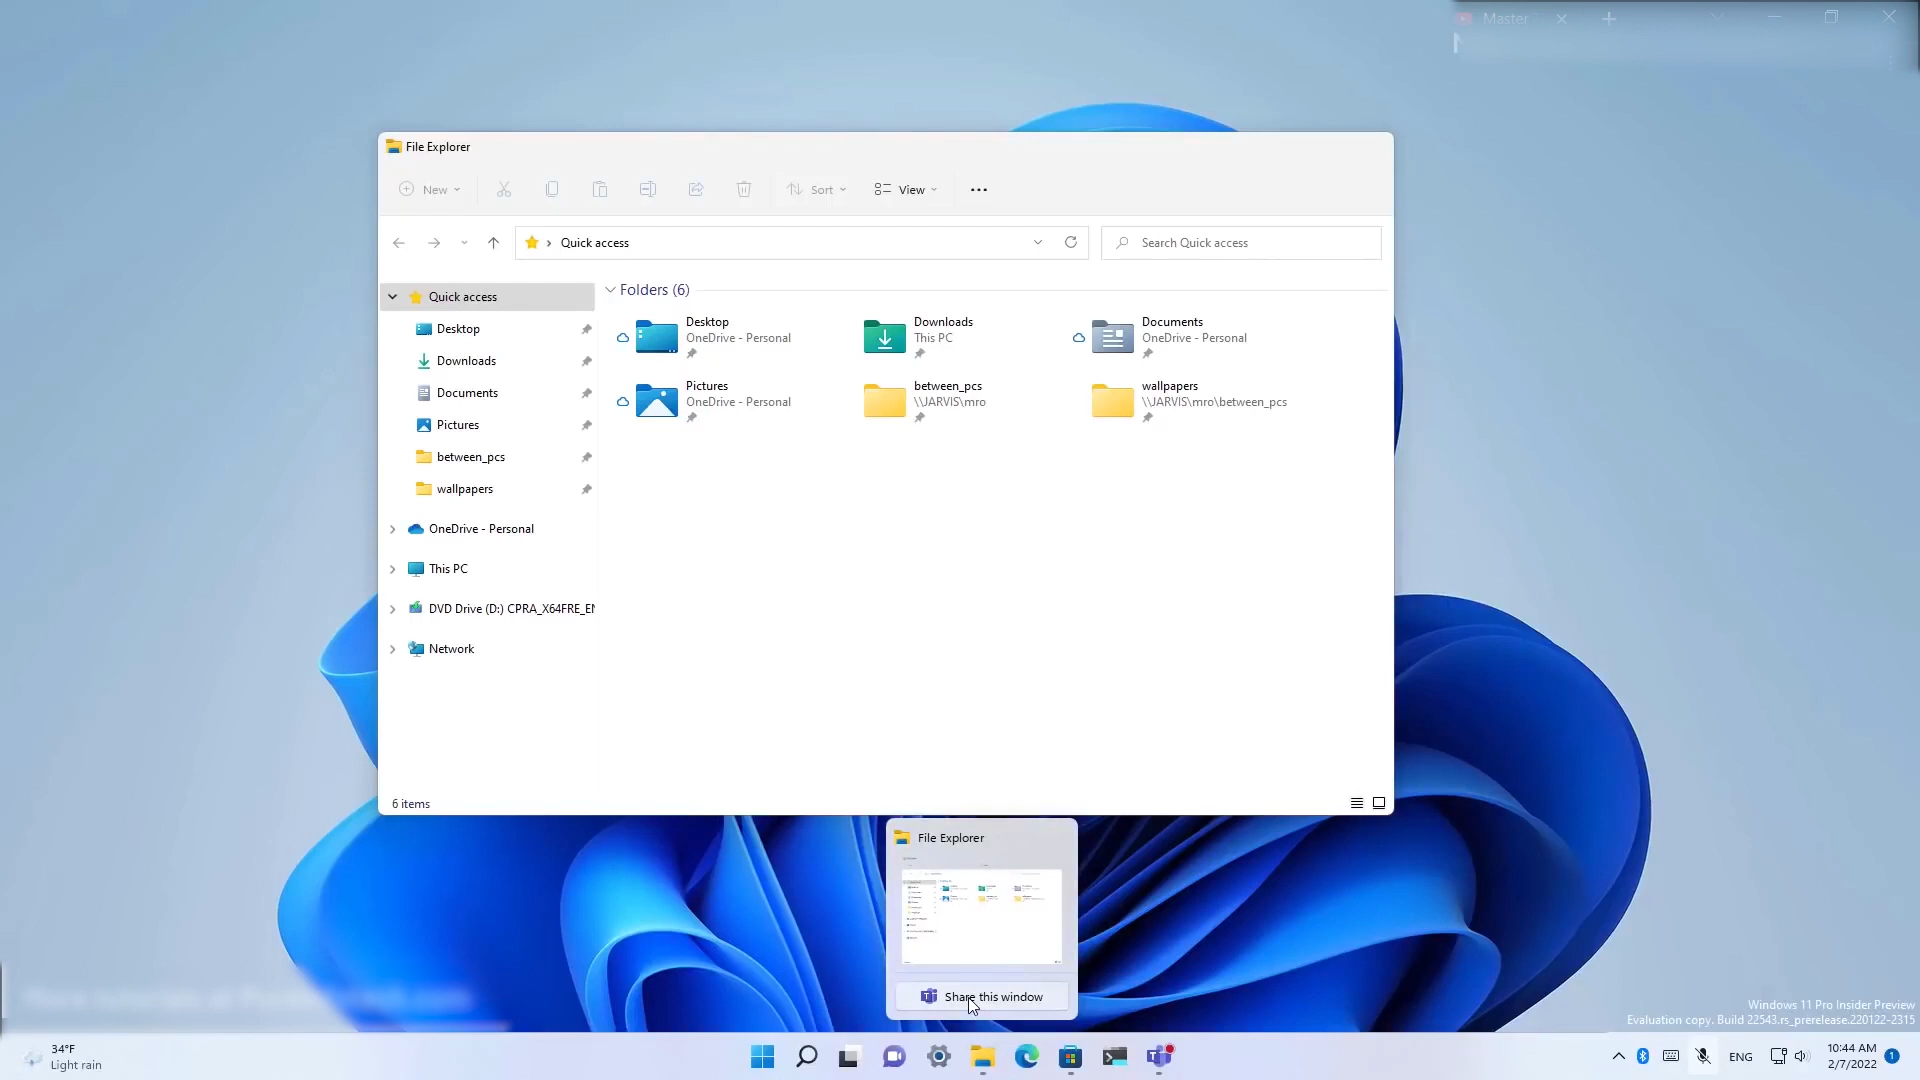 Master
File Explorer
New
Sort
View
Quick access
Search Quick access
Quick access
Desktop
Downloads
Documents
Pictures
between_pcs
wallpapers
OneDrive - Personal
This PC
DVD Drive (D:) CPRA_X64FRE_EN
Network
Folders (6)
Desktop
OneDrive - Personal
Downloads
This PC
Documents
OneDrive - Personal
Pictures
OneDrive - Personal
between_pcs
\\JARVIS\mro
wallpapers
\\JARVIS\mro\between_pcs
6 items
File Explorer
Share this window
Windows 11 Pro Insider Preview
Evaluation copy. Build 22543.rs_prerelease.220122-2315
34°F
Light rain
ENG
10:44 AM
2/7/2022
1